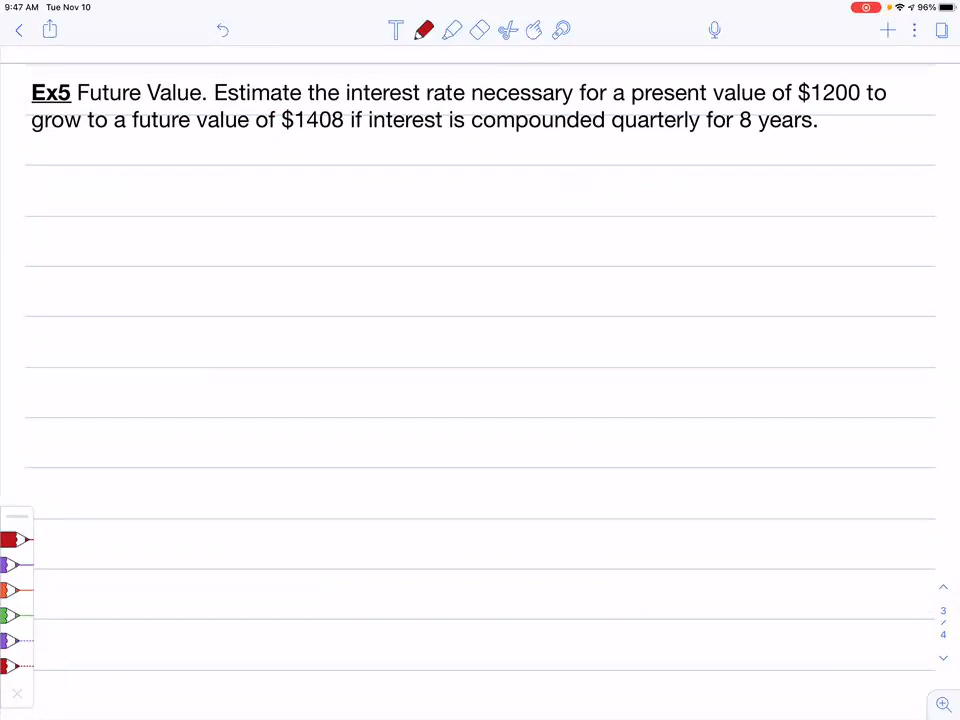 9:47 AM Tue Nov 10 96%
T
Ex5 Future Value. Estimate the interest rate necessary for a present value of $1200 to
grow to a future value of $1408 if interest is compounded quarterly for 8 years.
3
/
4